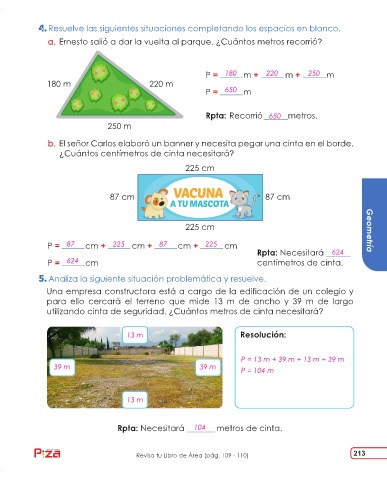 4. Resuelve las siguientes situaciones completando los espacios en blanco.
a. Ernesto salió a dar la vuelta al parque. ¿Cuántos metros recorrió?
180 m
220 m
250 m
P = 180 m + 220 m + 250 m
P = 650 m
Rpta: Recorrió 650 metros.
b. El señor Carlos elaboró un banner y necesita pegar una cinta en el borde.
¿Cuántos centímetros de cinta necesitará?
225 cm
87 cm
VACUNA
A TU MASCOTA
87 cm
225 cm
P = 87 cm + 225 cm + 87 cm + 225 cm
P = 624 cm
Rpta: Necesitará 624
centímetros de cinta.
Geometría
5. Analiza la siguiente situación problemática y resuelve.
Una empresa constructora está a cargo de la edificación de un colegio y
para ello cercará el terreno que mide 13 m de ancho y 39 m de largo
utilizando cinta de seguridad. ¿Cuántos metros de cinta necesitará?
13 m
39 m
39 m
13 m
Resolución:
P = 13 m + 39 m + 13 m + 39 m
P = 104 m
Rpta: Necesitará 104 metros de cinta.
Piza
Revisa tu Libro de Área (pág. 109 - 110)
213